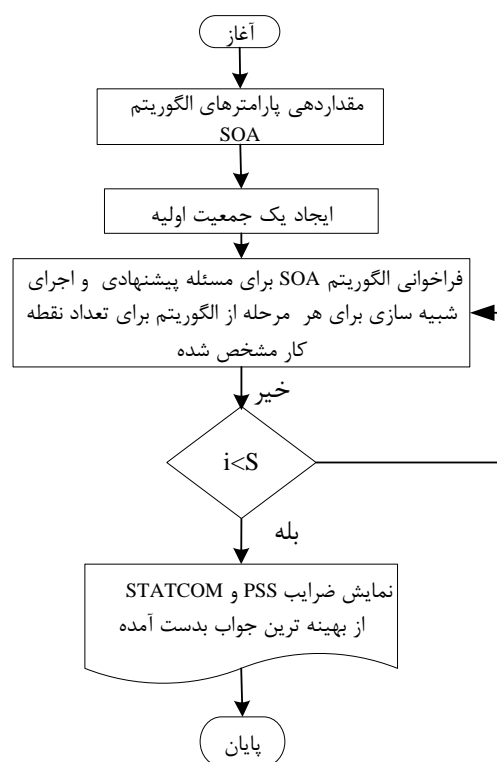 آغاز
مقداردهی پارامترهای الگوریتم
SOA
ایجاد یک جمعیت اولیه
فراخوانی الگوریتم SOA برای مسئله پیشنهادی و اجرای
شبیه سازی برای هر مرحله از الگوریتم برای تعداد نقطه
کار مشخص شده
خیر
i<S
بله
نمایش ضرایب PSS و STATCOM
از بهینه ترین جواب بدست آمده
پایان